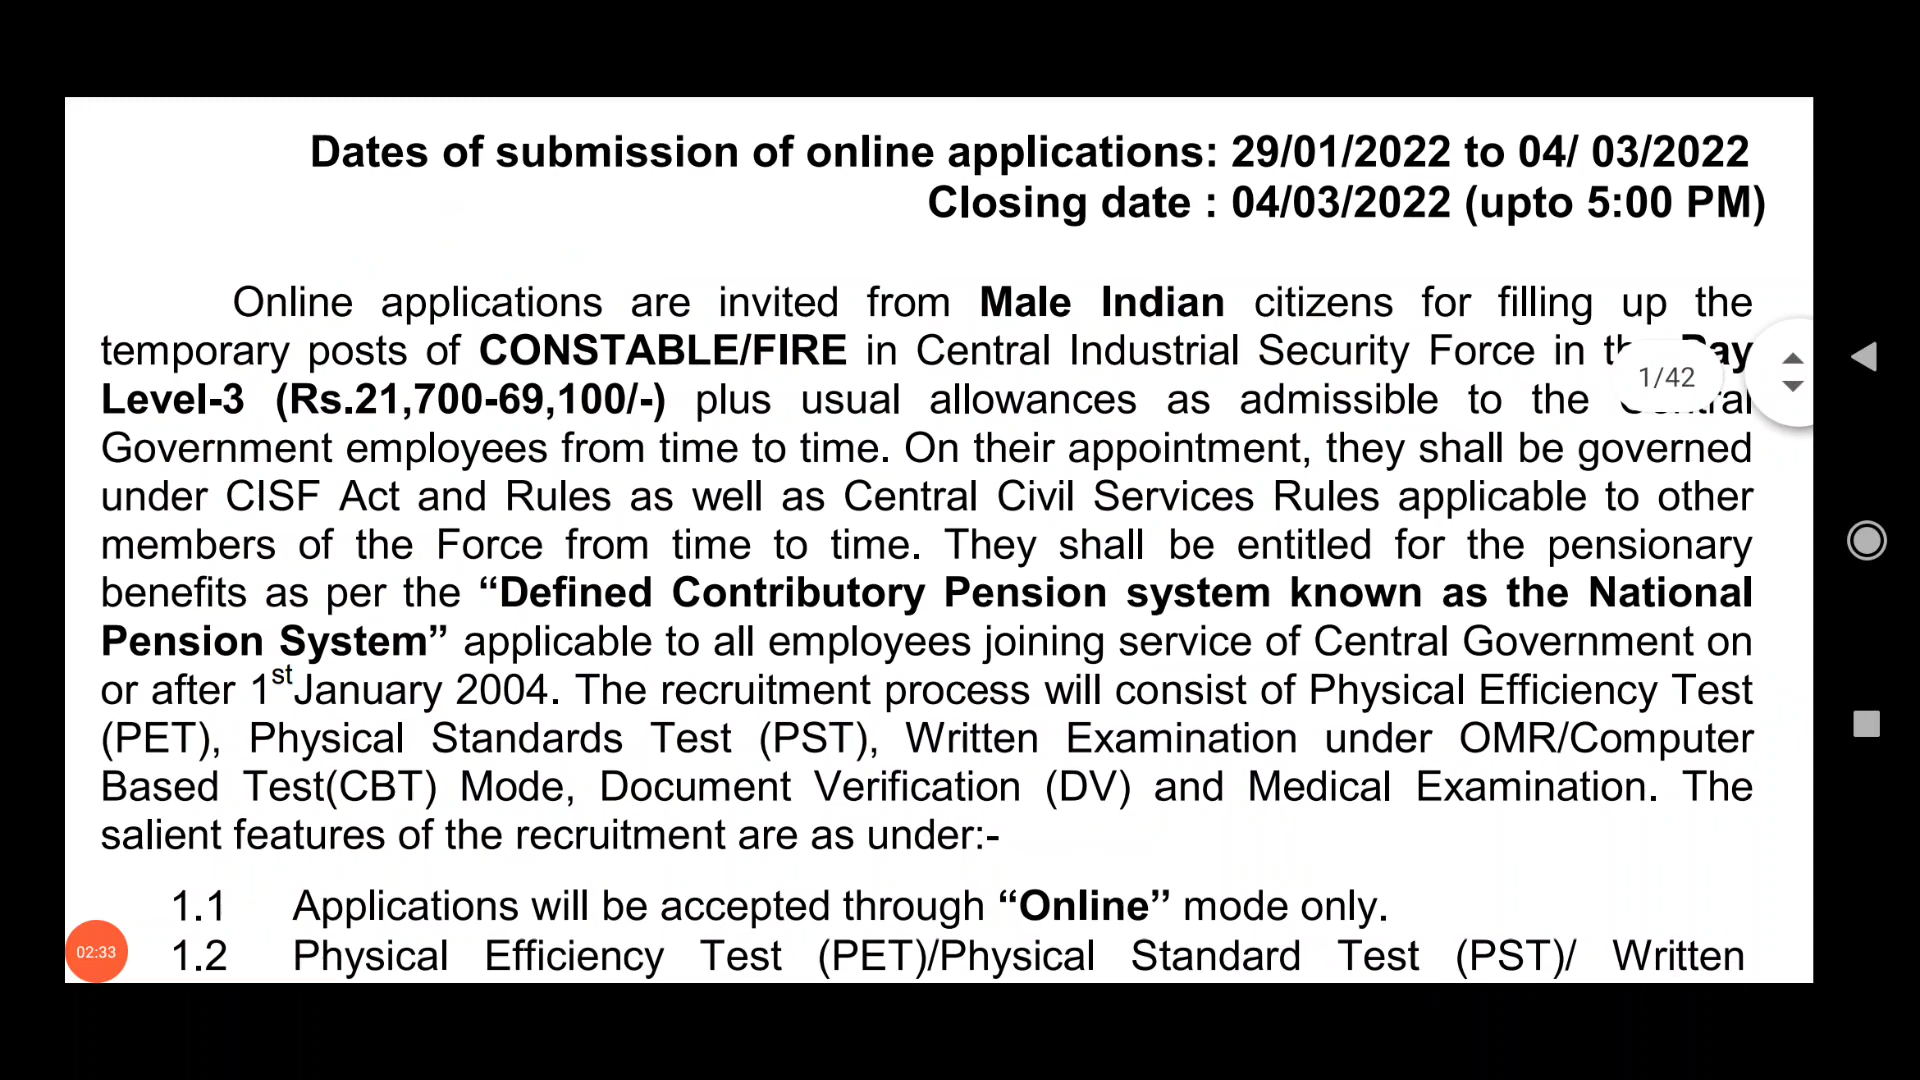 Dates of submission of online applications: 29/01/2022 to 04/ 03/2022
Closing date : 04/03/2022 (upto 5:00 PM)
Online applications are invited from Male Indian citizens for filling up the
temporary posts of CONSTABLE/FIRE in Central Industrial Security Force in
Level-3 (Rs.21,700-69,100/-) plus usual allowances as admissible to the
1/42
Government employees from time to time. On their appointment, they shall be governed
under CISF Act and Rules as well as Central Civil Services Rules applicable to other
members of the Force from time to time. They shall be entitled for the pensionary
benefits as per the “Defined Contributory Pension system known as the National
Pension System” applicable to all employees joining service of Central Government on
or after 1st January 2004. The recruitment process will consist of Physical Efficiency Test
(PET), Physical Standards Test (PST), Written Examination under OMR/Computer
Based Test(CBT) Mode, Document Verification (DV) and Medical Examination. The
salient features of the recruitment are as under:-
1.1 Applications will be accepted through “Online” mode only.
1.2 Physical Efficiency Test (PET)/Physical Standard Test (PST)/ Written
02:33